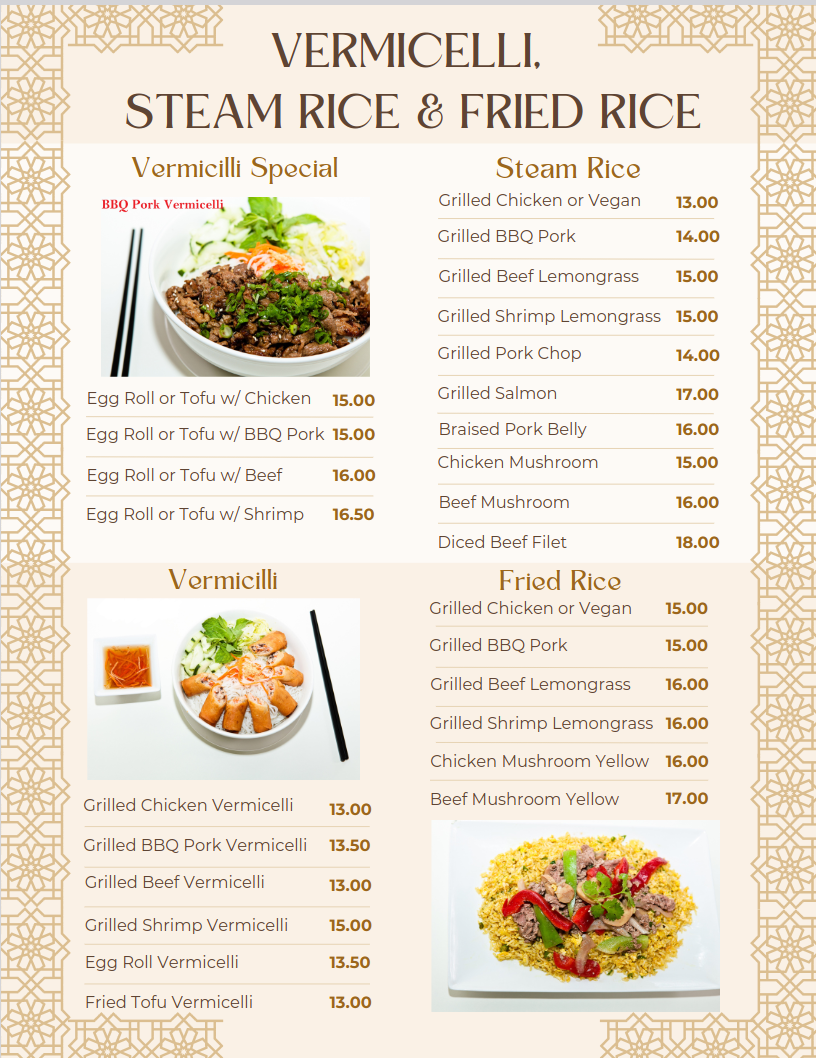 VERMICELLI,
STEAM RICE & FRIED RICE
Vermicilli Special
BBQ Pork Vermicelli
Egg Roll or Tofu w/ Chicken 15.00
Egg Roll or Tofu w/ BBQ Pork 15.00
Egg Roll or Tofu w/ Beef 16.00
Egg Roll or Tofu w/ Shrimp 16.50
Steam Rice
Grilled Chicken or Vegan 13.00
Grilled BBQ Pork 14.00
Grilled Beef Lemongrass 15.00
Grilled Shrimp Lemongrass 15.00
Grilled Pork Chop 14.00
Grilled Salmon 17.00
Braised Pork Belly 16.00
Chicken Mushroom 15.00
Beef Mushroom 16.00
Diced Beef Filet 18.00
Vermicilli
Grilled Chicken Vermicelli 13.00
Grilled BBQ Pork Vermicelli 13.50
Grilled Beef Vermicelli 13.00
Grilled Shrimp Vermicelli 15.00
Egg Roll Vermicelli 13.50
Fried Tofu Vermicelli 13.00
Fried Rice
Grilled Chicken or Vegan 15.00
Grilled BBQ Pork 15.00
Grilled Beef Lemongrass 16.00
Grilled Shrimp Lemongrass 16.00
Chicken Mushroom Yellow 16.00
Beef Mushroom Yellow 17.00